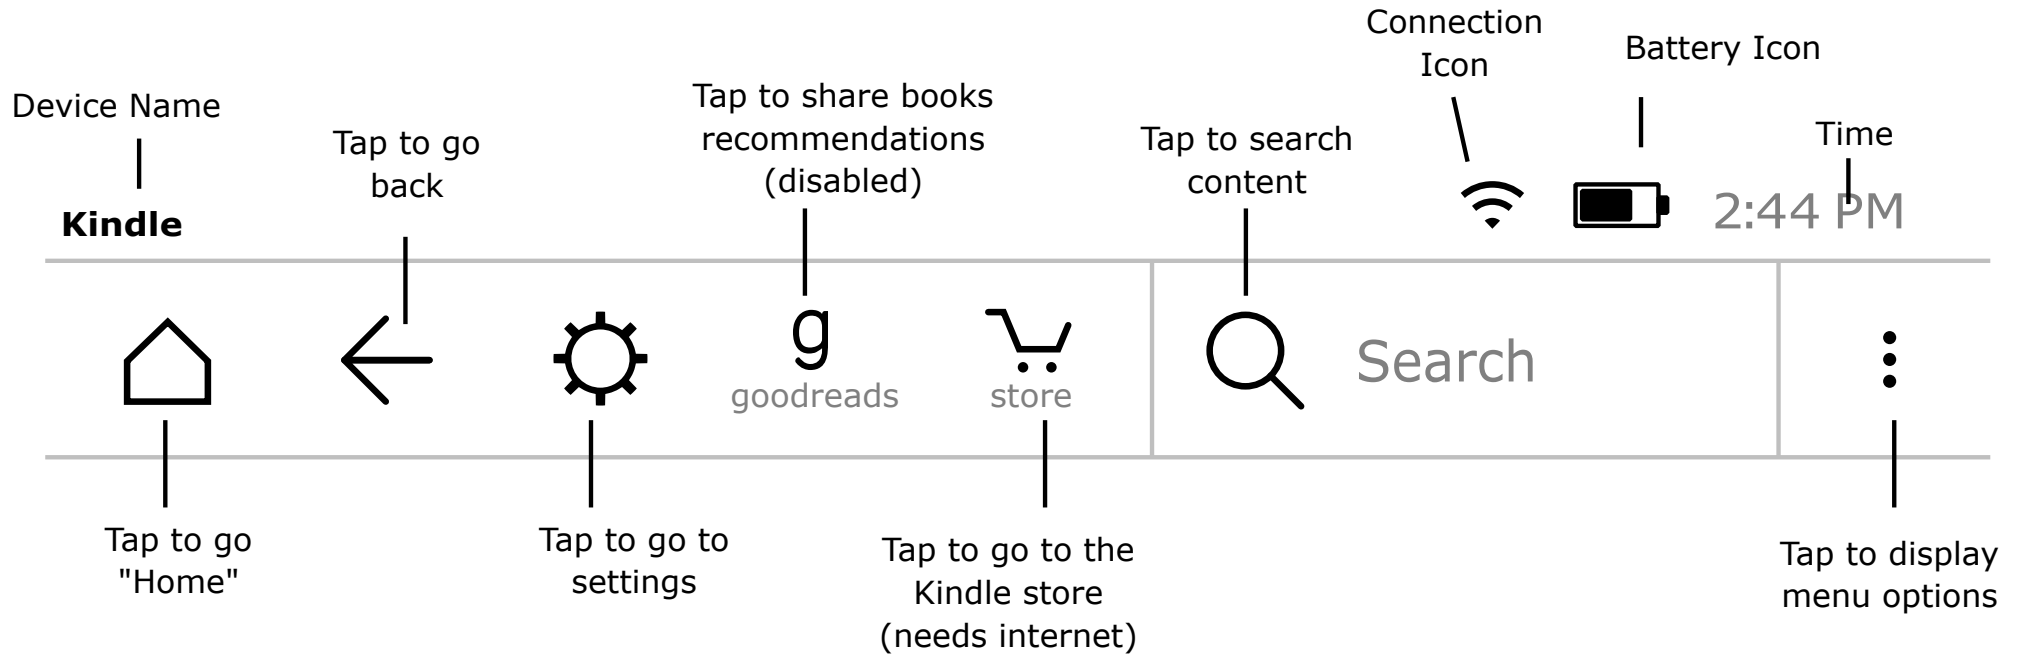 Connection
Icon
Battery Icon
Device Name
Tap to go
back
Tap to share books
recommendations
(disabled)
Tap to search
content
Time
Kindle
2:44 PM
g
goodreads
store
Search
Tap to go
"Home"
Tap to go to
settings
Tap to go to the
Kindle store
(needs internet)
Tap to display
menu options